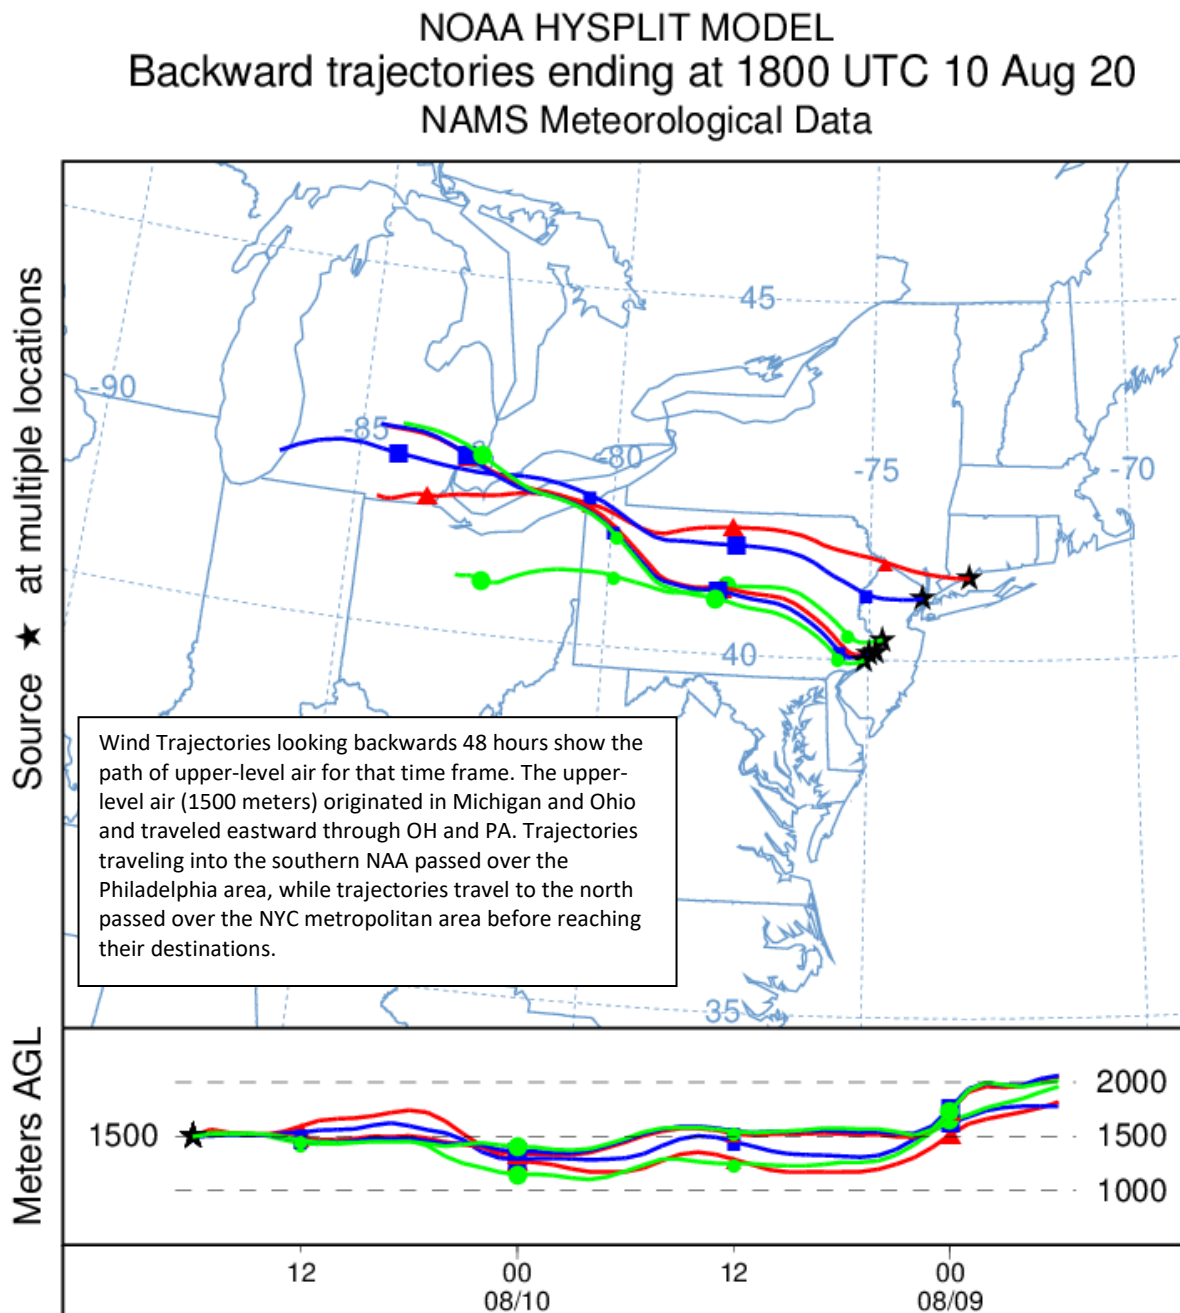 NOAA HYSPLIT MODEL
Backward trajectories ending at 1800 UTC 10 Aug 20
NAMS Meteorological Data
Source ★ at multiple locations
45
-90
-85
-80
-75
-70
40
35
Wind Trajectories looking backwards 48 hours show the
path of upper-level air for that time frame. The upper-
level air (1500 meters) originated in Michigan and Ohio
and traveled eastward through OH and PA. Trajectories
traveling into the southern NAA passed over the
Philadelphia area, while trajectories travel to the north
passed over the NYC metropolitan area before reaching
their destinations.
Meters AGL
2000
1500
1500
1000
12
00
12
00
08/10
08/09